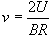 v = 2U/BR